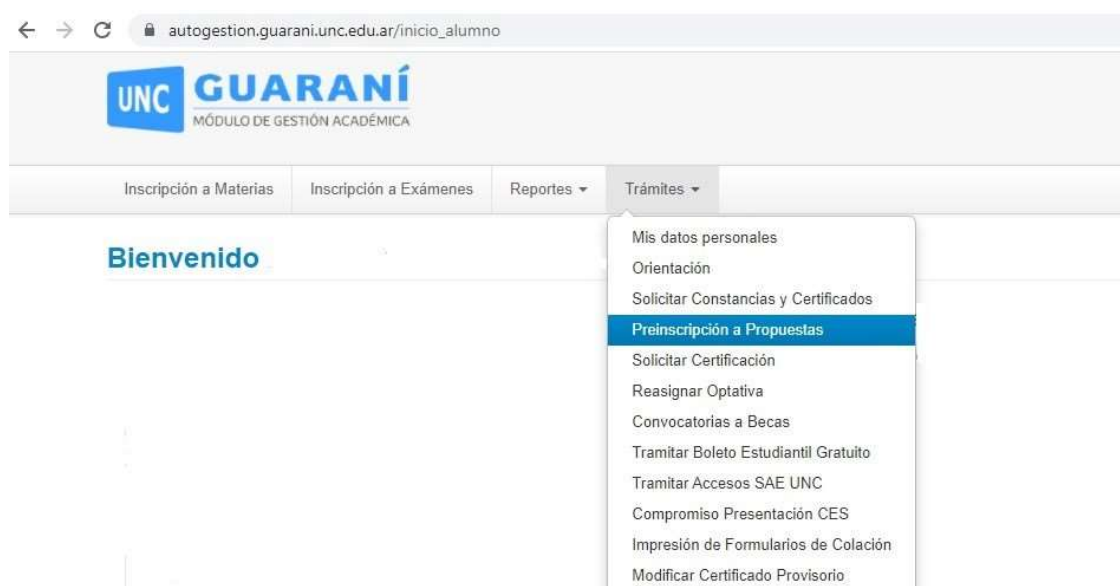 autogestion.guarani.unc.edu.ar/inicio_alumno
UNC GUARANÍ
MÓDULO DE GESTIÓN ACADÉMICA
Inscripción a Materias Inscripción a Exámenes Reportes Trámites
Bienvenido
Mis datos personales
Orientación
Solicitar Constancias y Certificados
Preinscripción a Propuestas
Solicitar Certificación
Reasignar Optativa
Convocatorias a Becas
Tramitar Boleto Estudiantil Gratuito
Tramitar Accesos SAE UNC
Compromiso Presentación CES
Impresión de Formularios de Colación
Modificar Certificado Provisorio